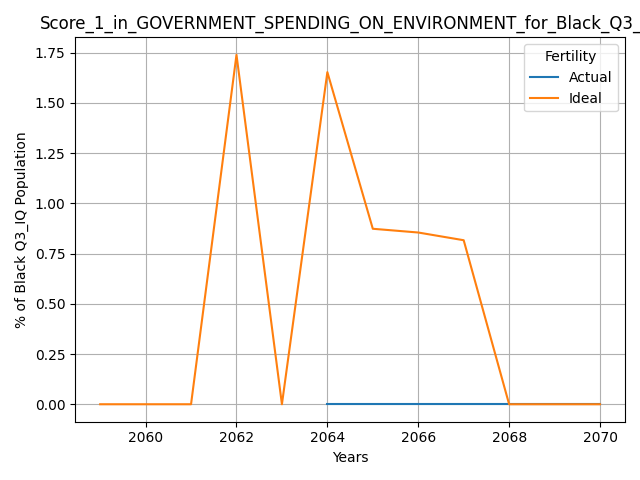 Score_1_in_GOVERNMENT_SPENDING_ON_ENVIRONMENT_for_Black_Q3_
Fertility
Actual
Ideal
% of Black Q3_IQ Population
1.75
1.50
1.25
1.00
0.75
0.50
0.25
0.00
2060 2062 2064 2066 2068 2070
Years